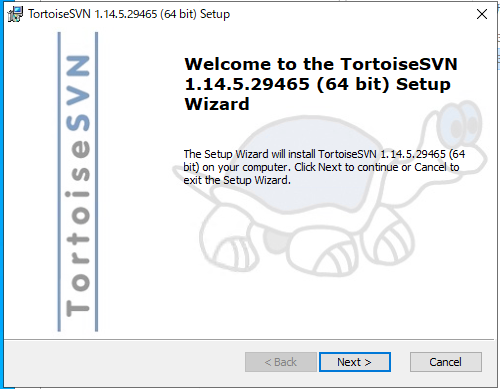 TortoiseSVN 1.14.5.29465 (64 bit) Setup
TortoiseSVN
Welcome to the TortoiseSVN
1.14.5.29465 (64 bit) Setup
Wizard
The Setup Wizard will install TortoiseSVN 1.14.5.29465 (64
bit) on your computer. Click Next to continue or Cancel to
exit the Setup Wizard.
< Back
Next >
Cancel